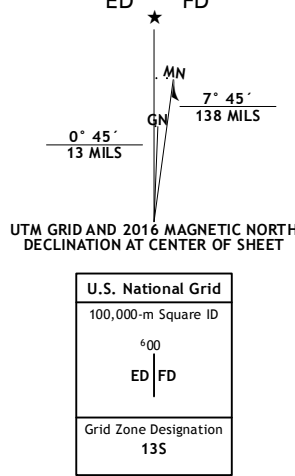 ED FD
★
MN
GN
7° 45´
138 MILS
0° 45´
13 MILS
UTM GRID AND 2016 MAGNETIC NORTH
DECLINATION AT CENTER OF SHEET
U.S. National Grid
100,000-m Square ID
⁶00
ED FD
Grid Zone Designation
13S